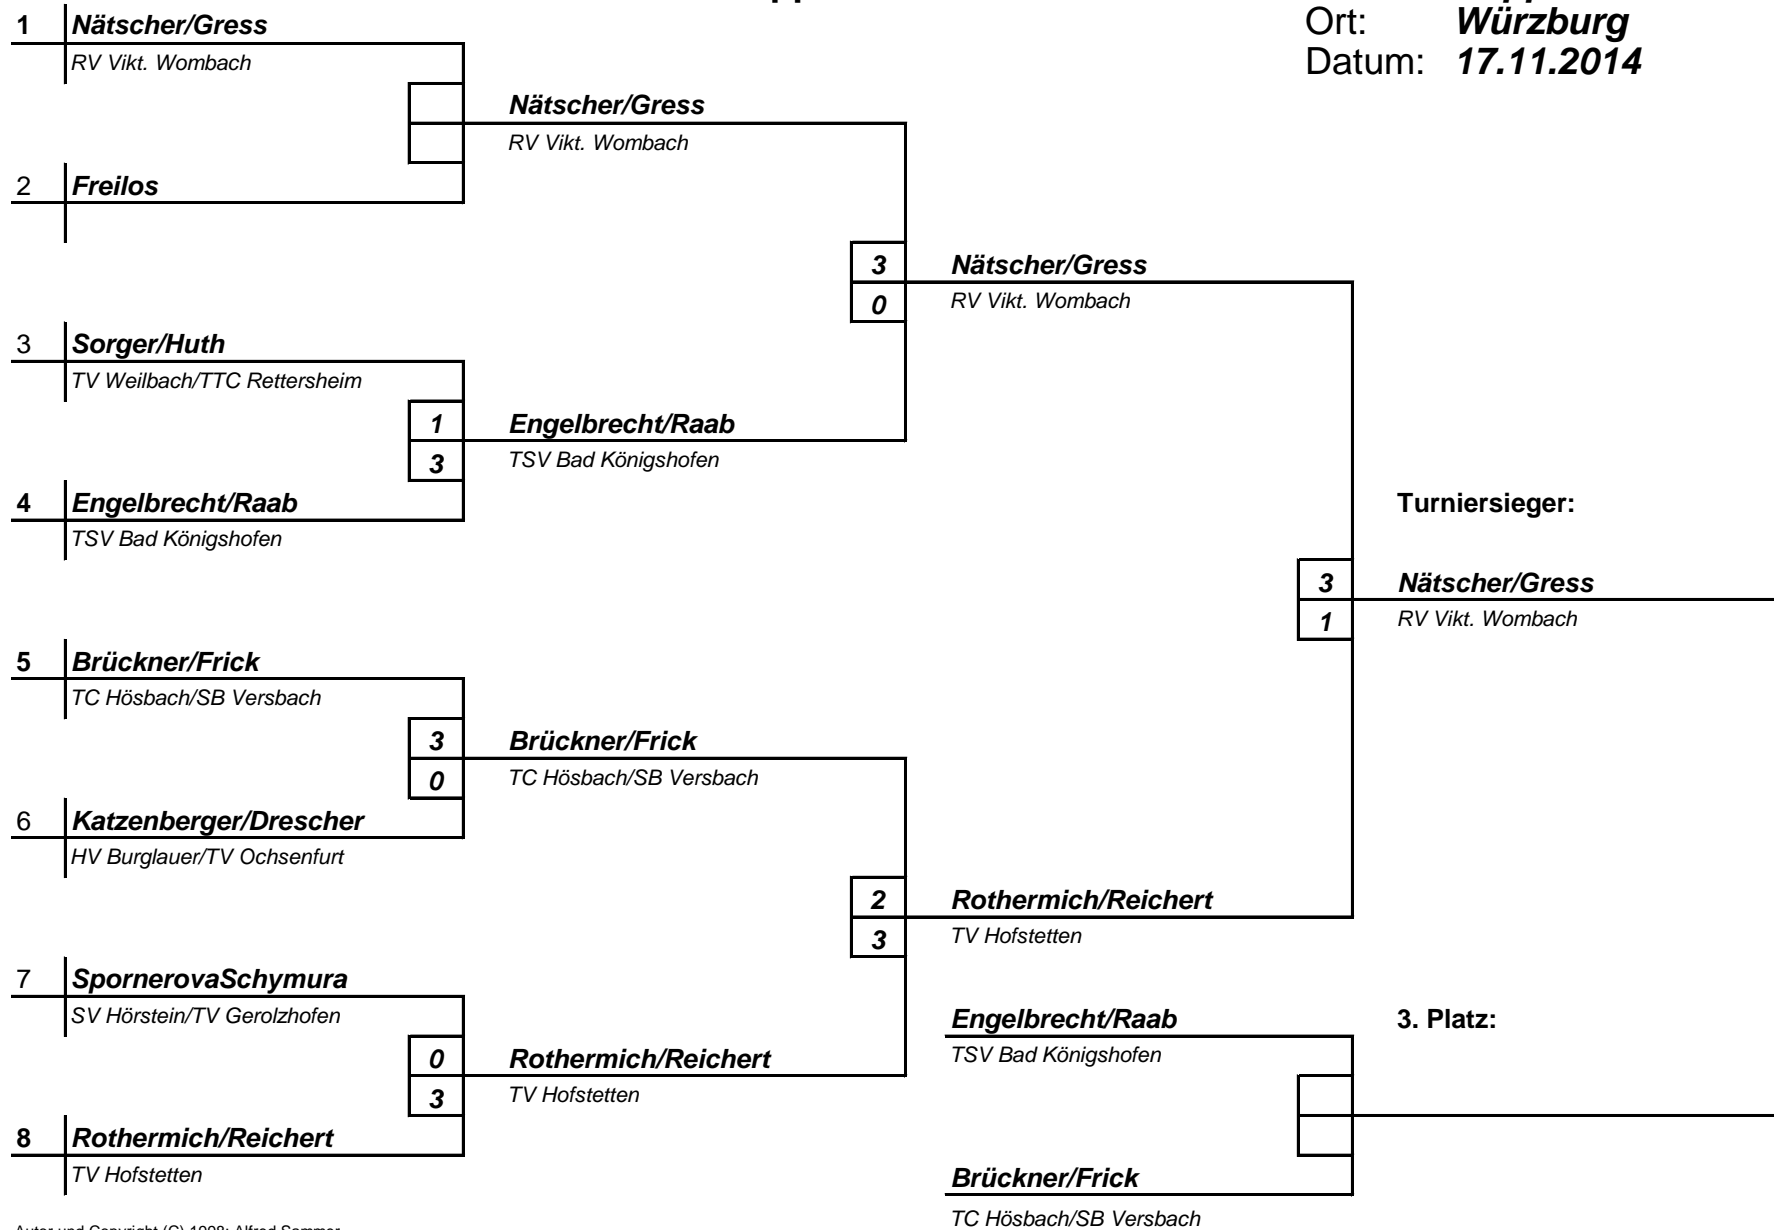 Ort: Würzburg
Datum: 17.11.2014
1 Nätscher/Gress
RV Vikt. Wombach
Nätscher/Gress
RV Vikt. Wombach
2 Freilos
3 Nätscher/Gress
0 RV Vikt. Wombach
3 Sorger/Huth
TV Weilbach/TTC Rettersheim
1 Engelbrecht/Raab
3 TSV Bad Königshofen
4 Engelbrecht/Raab
TSV Bad Königshofen
Turniersieger:
3 Nätscher/Gress
1 RV Vikt. Wombach
5 Brückner/Frick
TC Hösbach/SB Versbach
3 Brückner/Frick
0 TC Hösbach/SB Versbach
6 Katzenberger/Drescher
HV Burglauer/TV Ochsenfurt
2 Rothermich/Reichert
3 TV Hofstetten
7 SpornerovaSchymura
SV Hörstein/TV Gerolzhofen
Engelbrecht/Raab
TSV Bad Königshofen
3. Platz:
0 Rothermich/Reichert
3 TV Hofstetten
8 Rothermich/Reichert
TV Hofstetten
Brückner/Frick
TC Hösbach/SB Versbach